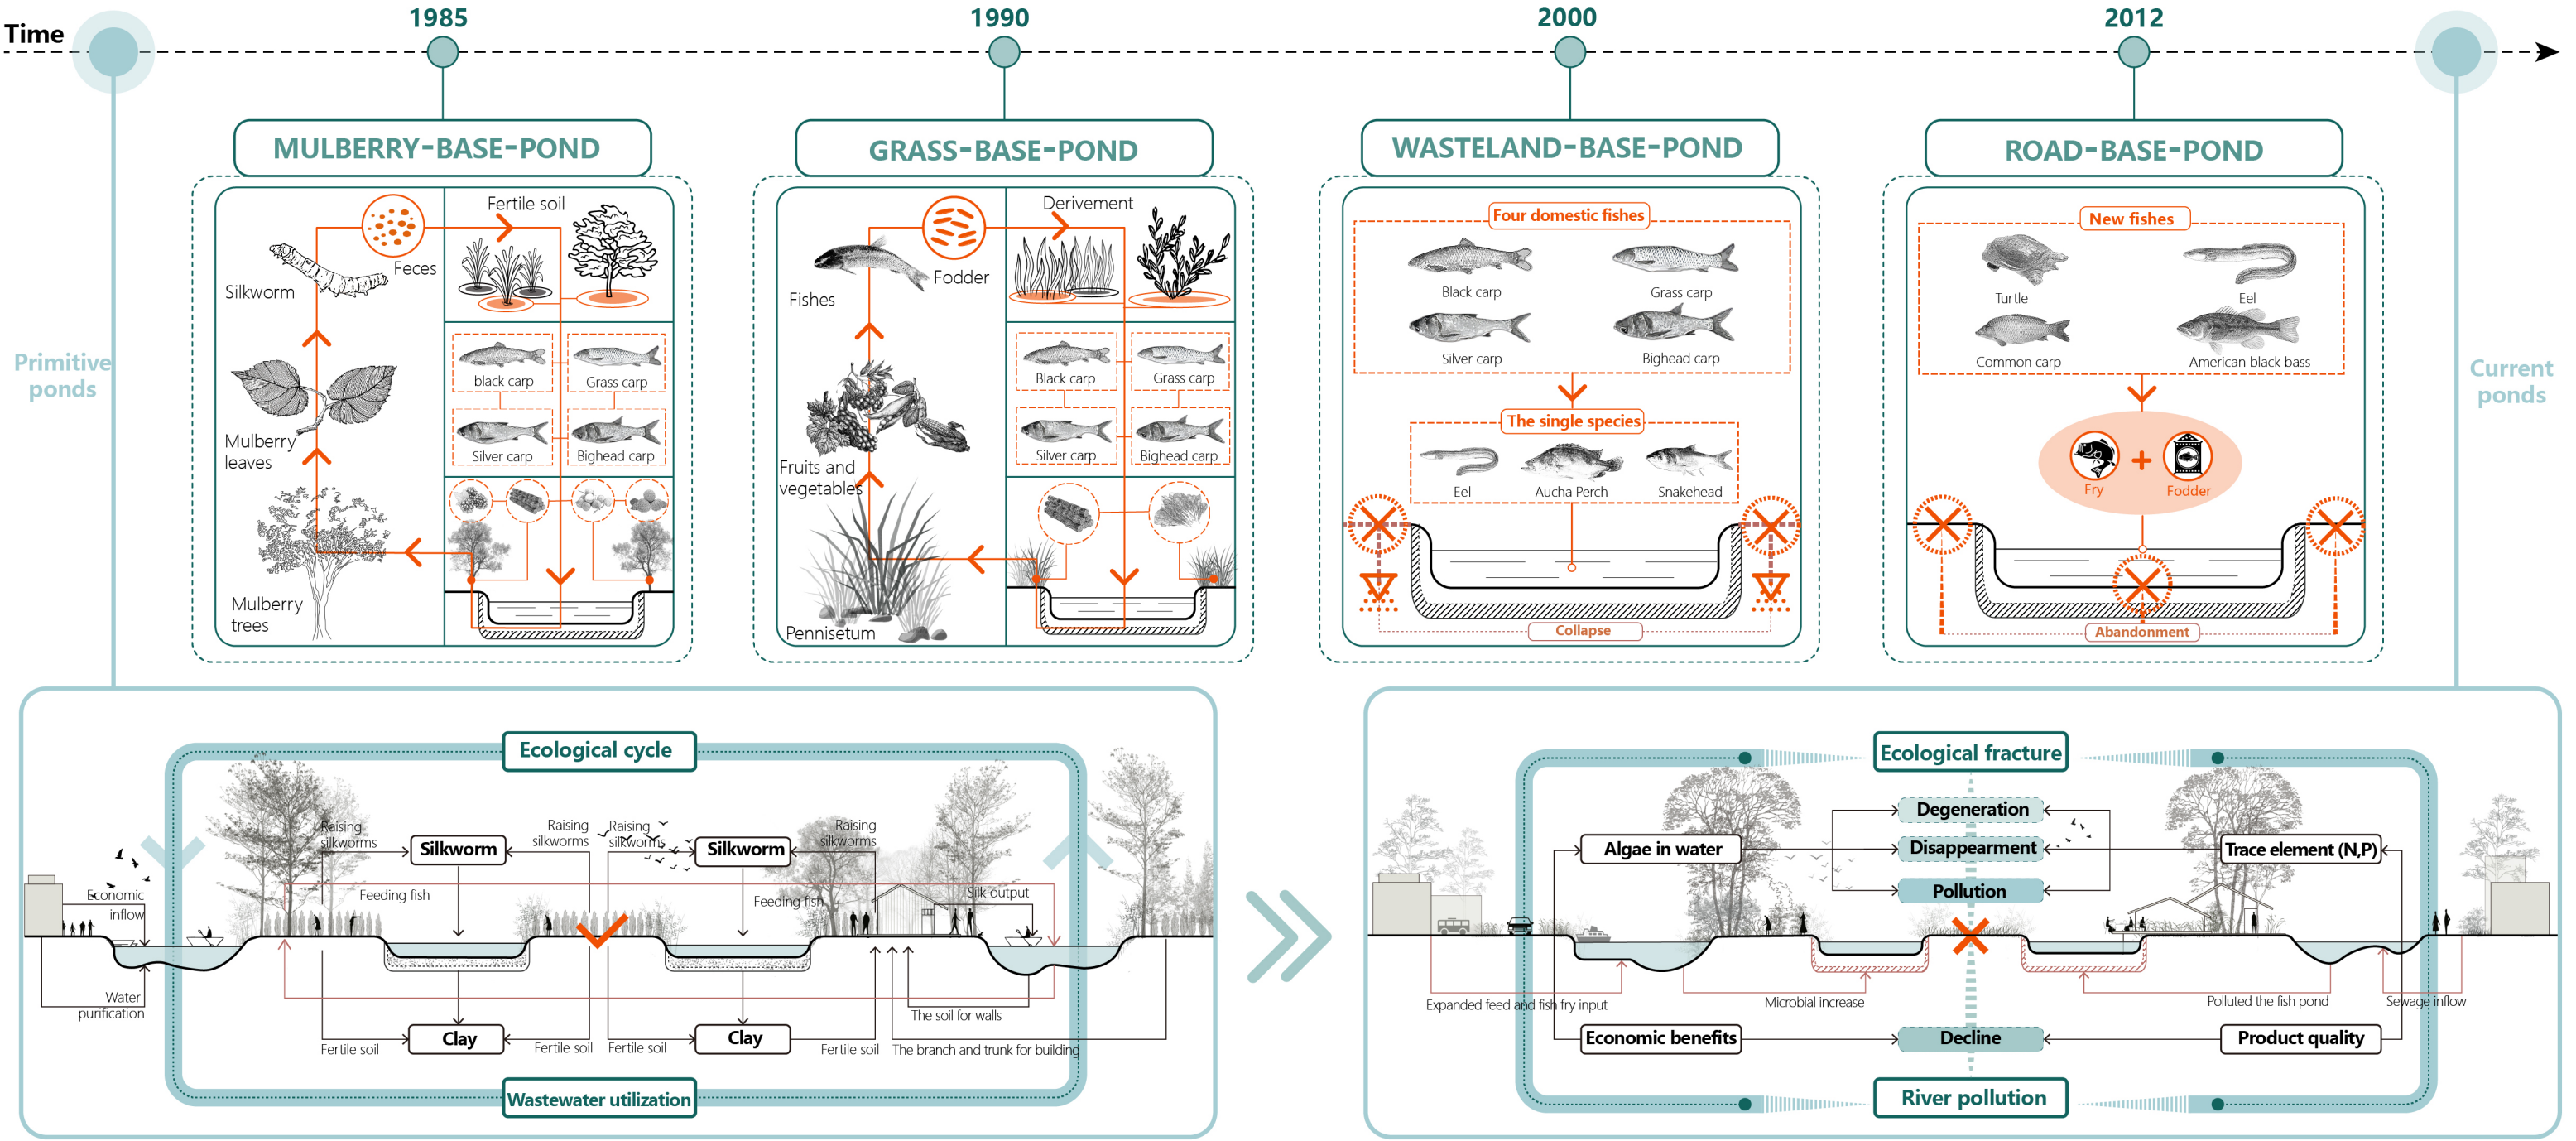 Time
1985
1990
2000
2012
Primitive
ponds
Current
ponds
MULBERRY-BASE-POND
Feces
Fertile soil
Silkworm
Mulberry
leaves
Mulberry
trees
black carp
Grass carp
Silver carp
Bighead carp
GRASS-BASE-POND
Fodder
Derivement
Fishes
Fruits and
vegetables
Pennisetum
Black carp
Grass carp
Silver carp
Bighead carp
WASTELAND-BASE-POND
Four domestic fishes
Black carp
Grass carp
Silver carp
Bighead carp
The single species
Eel
Aucha Perch
Snakehead
Collapse
ROAD-BASE-POND
New fishes
Turtle
Eel
Common carp
American black bass
Fry
Fodder
Abandonment
Ecological cycle
Raising
silkworms
Silkworm
Raising
silkworms
Raising
silkworms
Silkworm
Raising
silkworms
Economic
inflow
Feeding fish
Feeding fish
Silk output
Water
purification
The soil for walls
Fertile soil
Clay
Fertile soil
Fertile soil
Clay
Fertile soil
The branch and trunk for building
Wastewater utilization
Ecological fracture
Degeneration
Algae in water
Disappearment
Trace element (N,P)
Pollution
Expanded feed and fish fry input
Microbial increase
Polluted the fish pond
Sewage inflow
Economic benefits
Decline
Product quality
River pollution